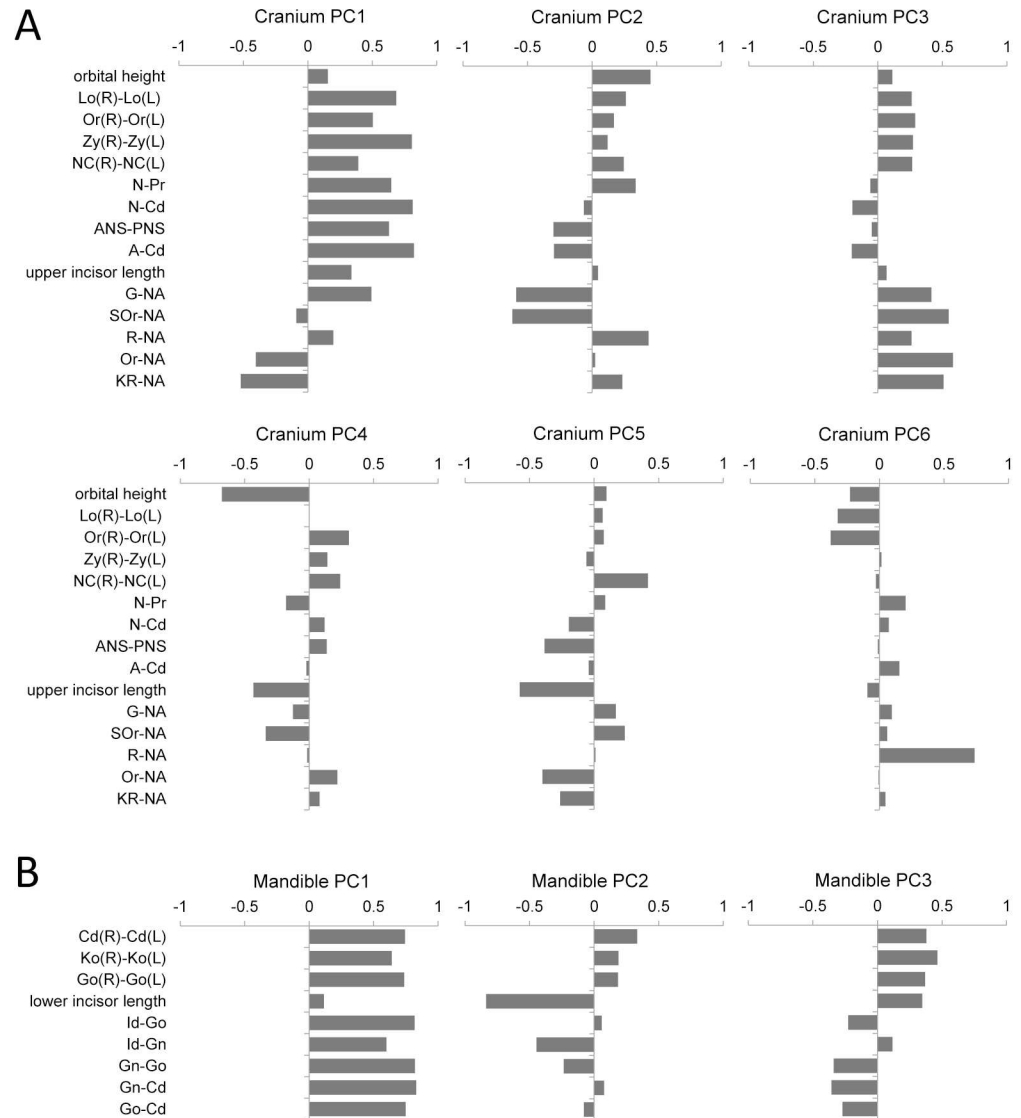 A
Cranium PC1 Cranium PC2 Cranium PC3
-1 -0.5 0 0.5 1 -1 -0.5 0 0.5 1 -1 -0.5 0 0.5 1
orbital height
Lo(R)-Lo(L)
Or(R)-Or(L)
Zy(R)-Zy(L)
NC(R)-NC(L)
N-Pr
N-Cd
ANS-PNS
A-Cd
upper incisor length
G-NA
SOr-NA
R-NA
Or-NA
KR-NA
Cranium PC4 Cranium PC5 Cranium PC6
-1 -0.5 0 0.5 1 -1 -0.5 0 0.5 1 -1 -0.5 0 0.5 1
orbital height
Lo(R)-Lo(L)
Or(R)-Or(L)
Zy(R)-Zy(L)
NC(R)-NC(L)
N-Pr
N-Cd
ANS-PNS
A-Cd
upper incisor length
G-NA
SOr-NA
R-NA
Or-NA
KR-NA
B
Mandible PC1 Mandible PC2 Mandible PC3
-1 -0.5 0 0.5 1 -1 -0.5 0 0.5 1 -1 -0.5 0 0.5 1
Cd(R)-Cd(L)
Ko(R)-Ko(L)
Go(R)-Go(L)
lower incisor length
Id-Go
Id-Gn
Gn-Go
Gn-Cd
Go-Cd